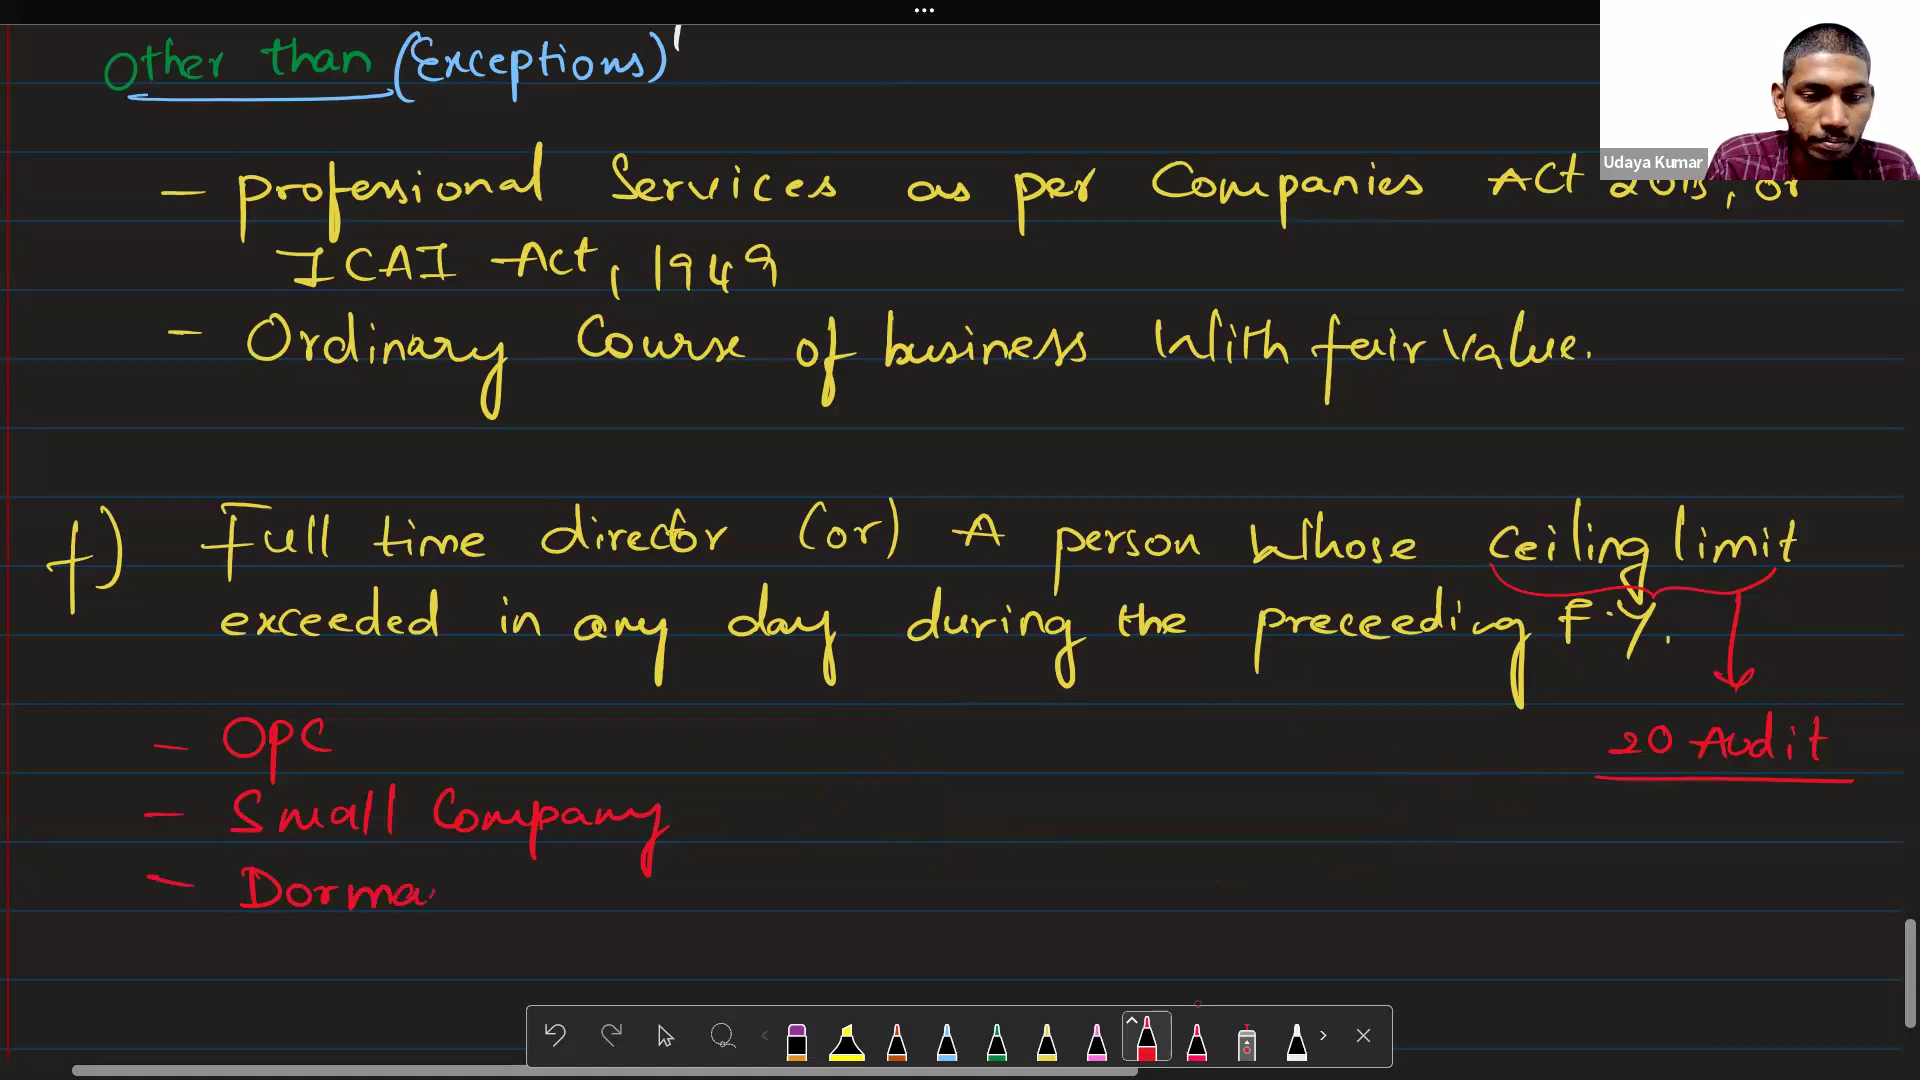 Other than (Exceptions)
Udaya Kumar
- professional Services as per Companies Act 2013, or
ICAI Act, 1949
- Ordinary Course of business With fair Value.
f) Full time director (or) A person Whose ceiling limit
exceeded in any day during the preceeding F.Y.
- OPC
20 Audit
- Small Company
- Dorma